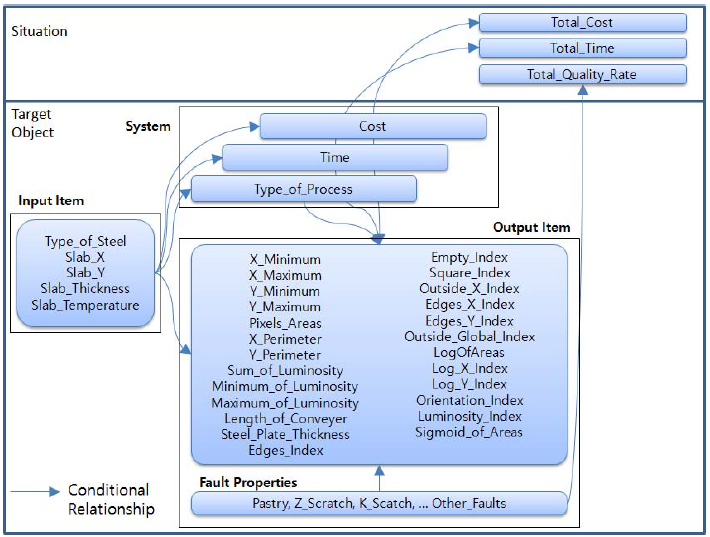 Situation
Total_Cost
Total_Time
Total_Quality_Rate
Target
Object
System
Cost
Time
Type_of_Process
Input Item
Type_of_Steel
Slab_X
Slab_Y
Slab_Thickness
Slab_Temperature
Output Item
X_Minimum
X_Maximum
Y_Minimum
Y_Maximum
Pixels_Areas
X_Perimeter
Y_Perimeter
Sum_of_Luminosity
Minimum_of_Luminosity
Maximum_of_Luminosity
Length_of_Conveyer
Steel_Plate_Thickness
Edges_Index
Empty_Index
Square_Index
Outside_X_Index
Edges_X_Index
Edges_Y_Index
Outside_Global_Index
LogOfAreas
Log_X_Index
Log_Y_Index
Orientation_Index
Luminosity_Index
Sigmoid_of_Areas
Fault Properties
Pastry, Z_Scratch, K_Scatch, ... Other_Faults
Conditional
Relationship